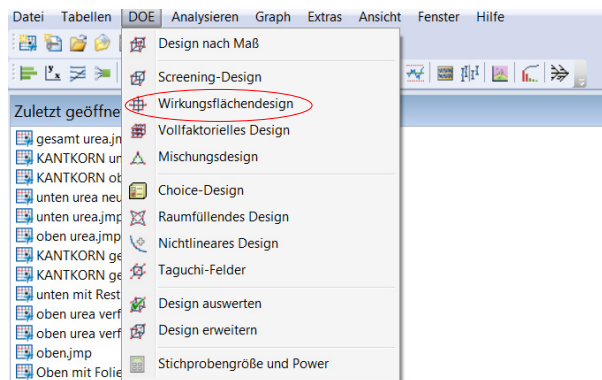 Datei Tabellen DOE Analysieren Graph Extras Ansicht Fenster Hilfe
Design nach Maß
Screening-Design
Wirkungsflächendesign
Vollfaktorielles Design
Mischungsdesign
Choice-Design
Raumfüllendes Design
Nichtlineares Design
Taguchi-Felder
Design auswerten
Design erweitern
Stichprobengröße und Power
Zuletzt geöffne
gesamt urea.jn
KANTKORN un
KANTKORN ob
unten urea neu
unten urea.jmp
oben urea.jmp
KANTKORN ge
KANTKORN ge
unten mit Rest
oben urea verf
oben urea verf
oben.jmp
Oben mit Folie